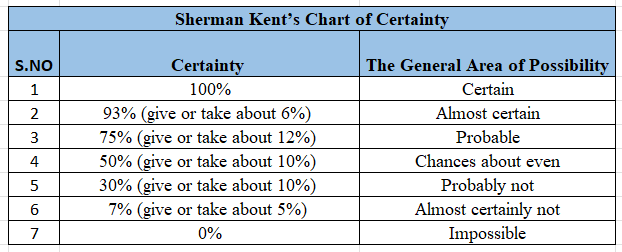 Sherman Kent’s Chart of Certainty
S.NO Certainty The General Area of Possibility
1 100% Certain
2 93% (give or take about 6%) Almost certain
3 75% (give or take about 12%) Probable
4 50% (give or take about 10%) Chances about even
5 30% (give or take about 10%) Probably not
6 7% (give or take about 5%) Almost certainly not
7 0% Impossible